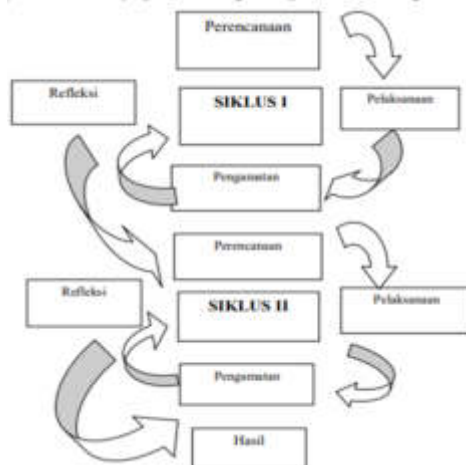 Perencanaan
Refleksi
SIKLUS I
Pelaksanaan
Pengamatan
Perencanaan
Refleksi
SIKLUS II
Pelaksanaan
Pengamatan
Hasil